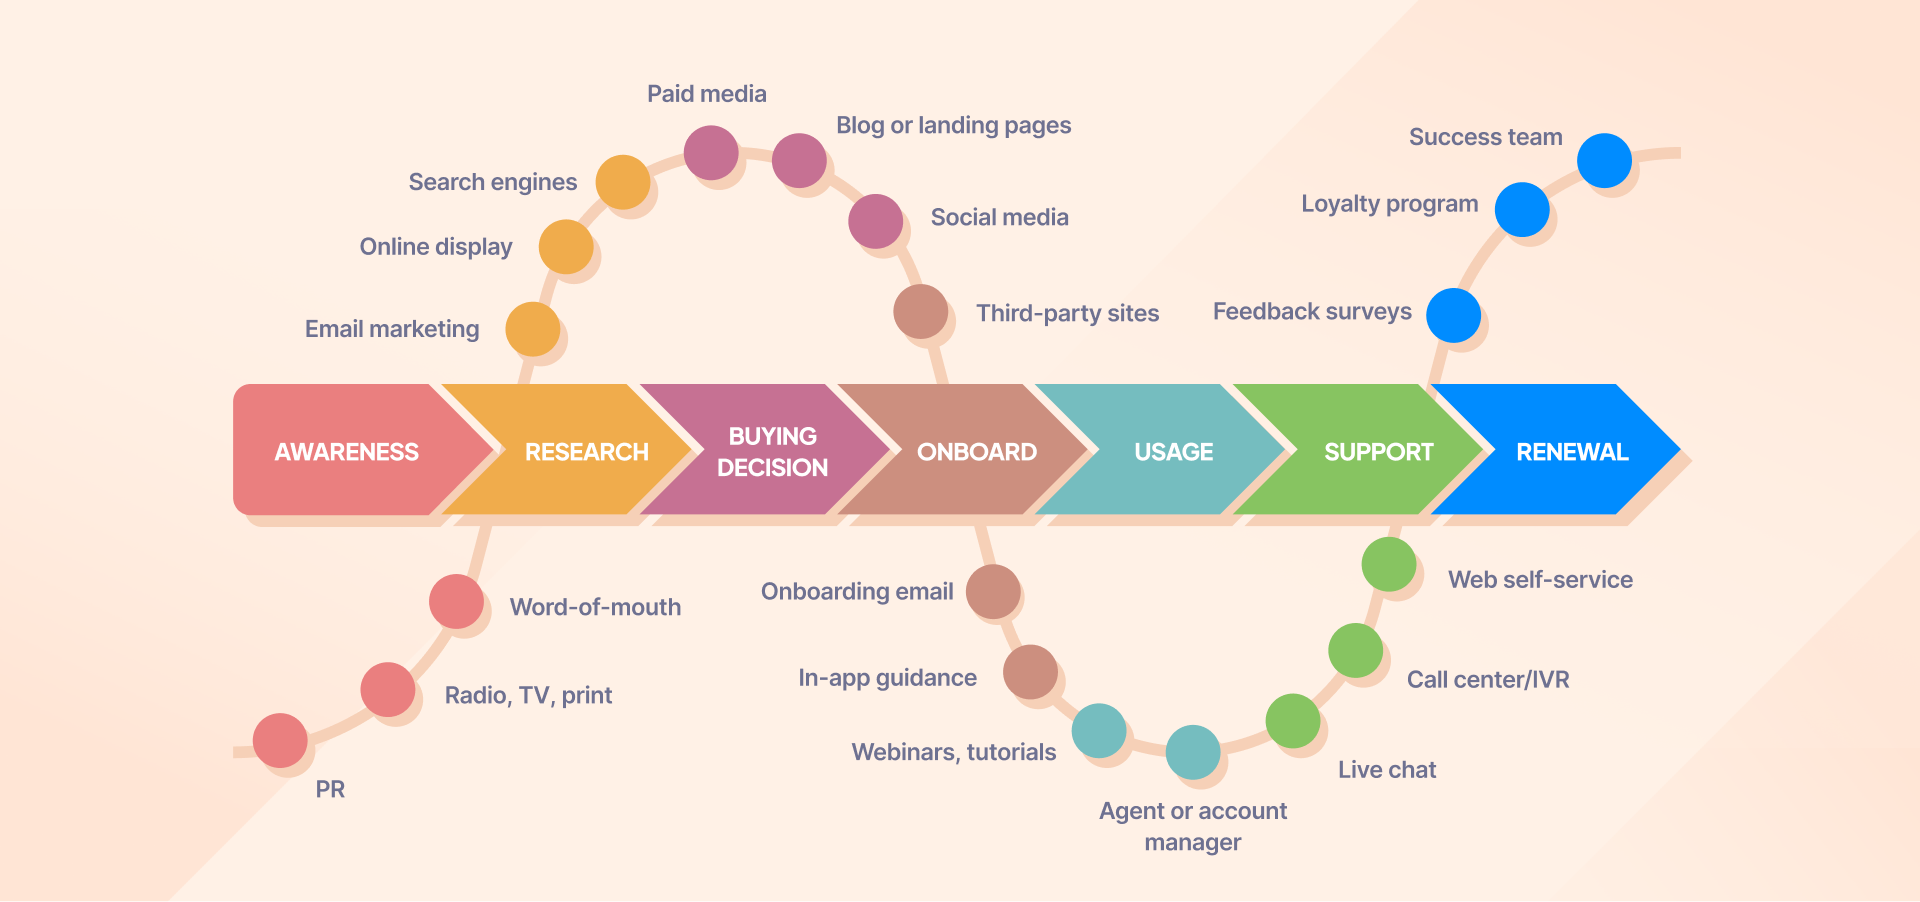 Paid media
Blog or landing pages
Success team
Search engines
Loyalty program
Social media
Online display
Feedback surveys
Third-party sites
Email marketing
AWARENESS
RESEARCH
BUYING
DECISION
ONBOARD
USAGE
SUPPORT
RENEWAL
Web self-service
Onboarding email
Word-of-mouth
In-app guidance
Call center/IVR
Radio, TV, print
Webinars, tutorials
Live chat
PR
Agent or account
manager